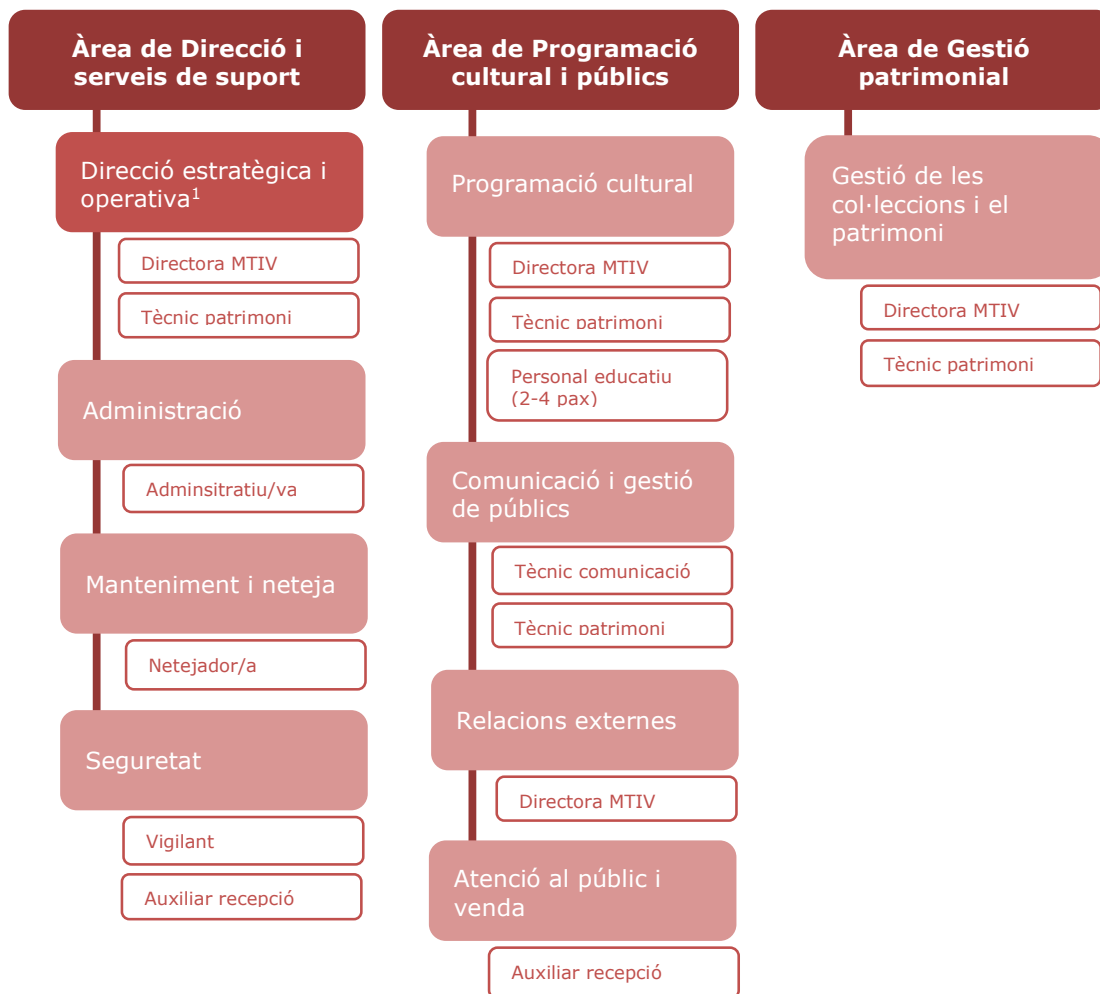 Àrea de Direcció i
serveis de suport
Direcció estratègica i
operativa¹
Directora MTIV
Tècnic patrimoni
Administració
Adminsitratiu/va
Manteniment i neteja
Netejador/a
Seguretat
Vigilant
Auxiliar recepció
Àrea de Programació
cultural i públics
Programació cultural
Directora MTIV
Tècnic patrimoni
Personal educatiu
(2-4 pax)
Comunicació i gestió
de públics
Tècnic comunicació
Tècnic patrimoni
Relacions externes
Directora MTIV
Atenció al públic i
venda
Auxiliar recepció
Àrea de Gestió
patrimonial
Gestió de les
col·leccions i el
patrimoni
Directora MTIV
Tècnic patrimoni